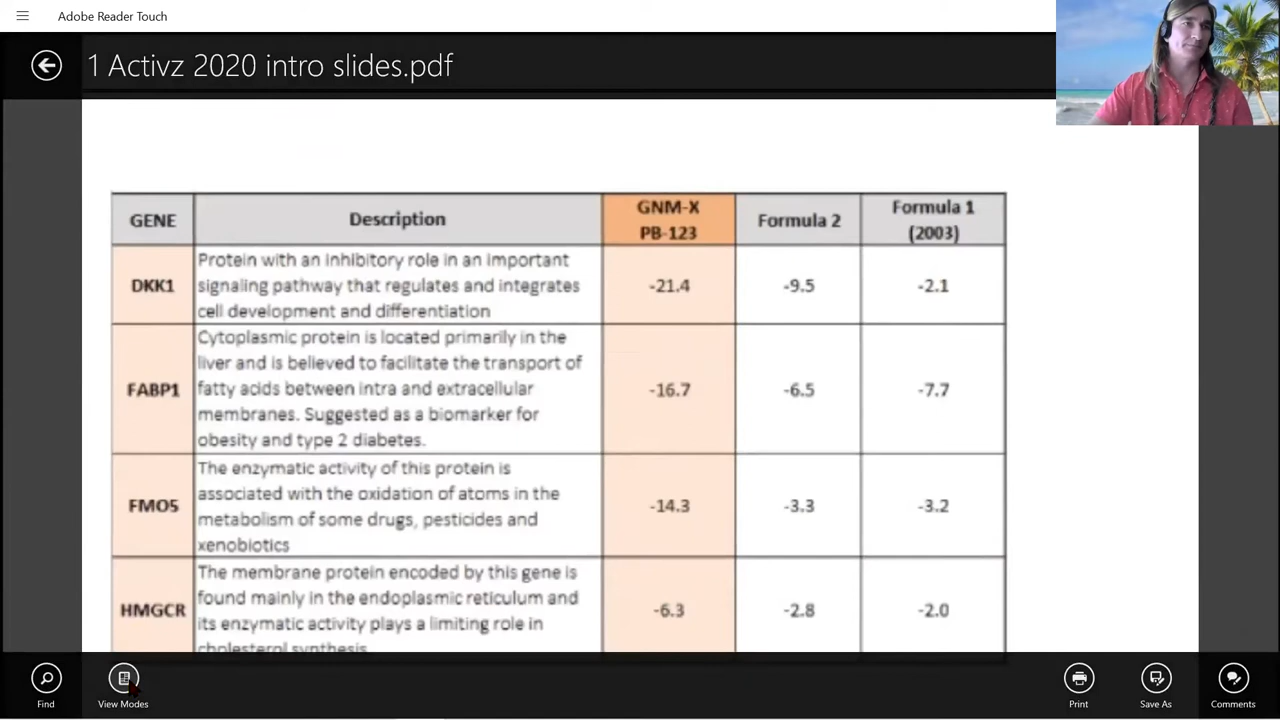 Adobe Reader Touch
1 Activz 2020 intro slides.pdf
GENE
Description
GNM-X
PB-123
Formula 2
Formula 1
(2003)
DKK1
Protein with an inhibitory role in an important
signaling pathway that regulates and integrates
cell development and differentiation
-21.4
-9.5
-2.1
FABP1
Cytoplasmic protein is located primarily in the
liver and is believed to facilitate the transport of
fatty acids between intra and extracellular
membranes. Suggested as a biomarker for
obesity and type 2 diabetes.
-16.7
-6.5
-7.7
FMO5
The enzymatic activity of this protein is
associated with the oxidation of atoms in the
metabolism of some drugs, pesticides and
xenobiotics
-14.3
-3.3
-3.2
HMGCR
The membrane protein encoded by this gene is
found mainly in the endoplasmic reticulum and
its enzymatic activity plays a limiting role in
cholesterol synthesis
-6.3
-2.8
-2.0
Find
View Modes
Print
Save As
Comments